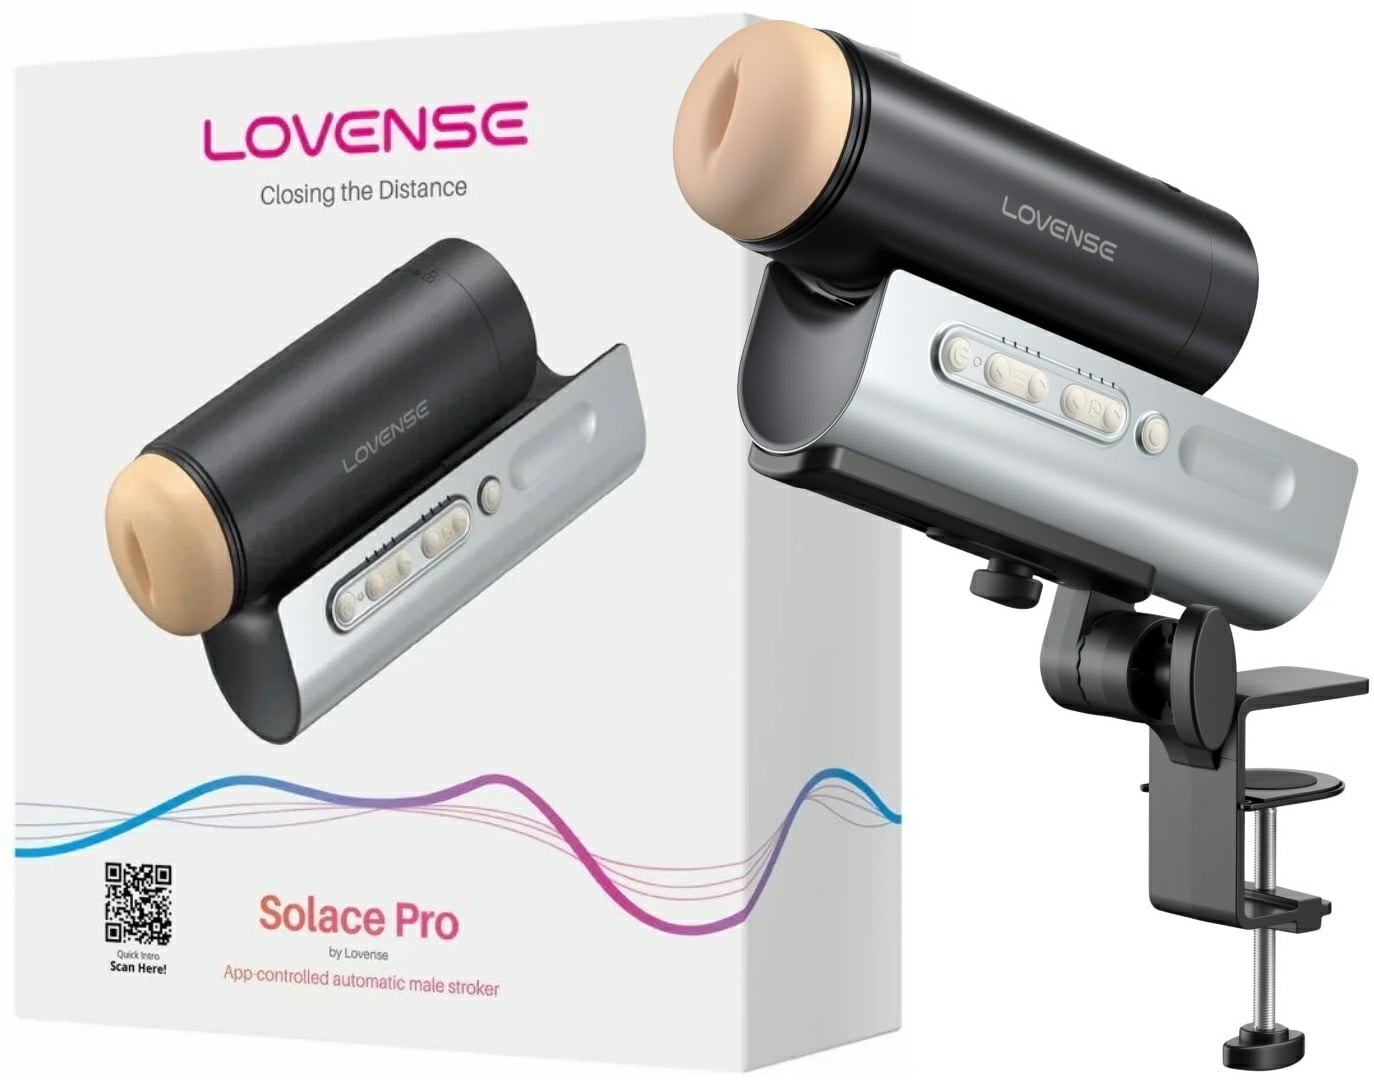 LOVENSE
Closing the Distance
LOVENSE
LOVENSE
Quick Intro
Scan Here!
Solace Pro
by Lovense
App-controlled automatic male stroker